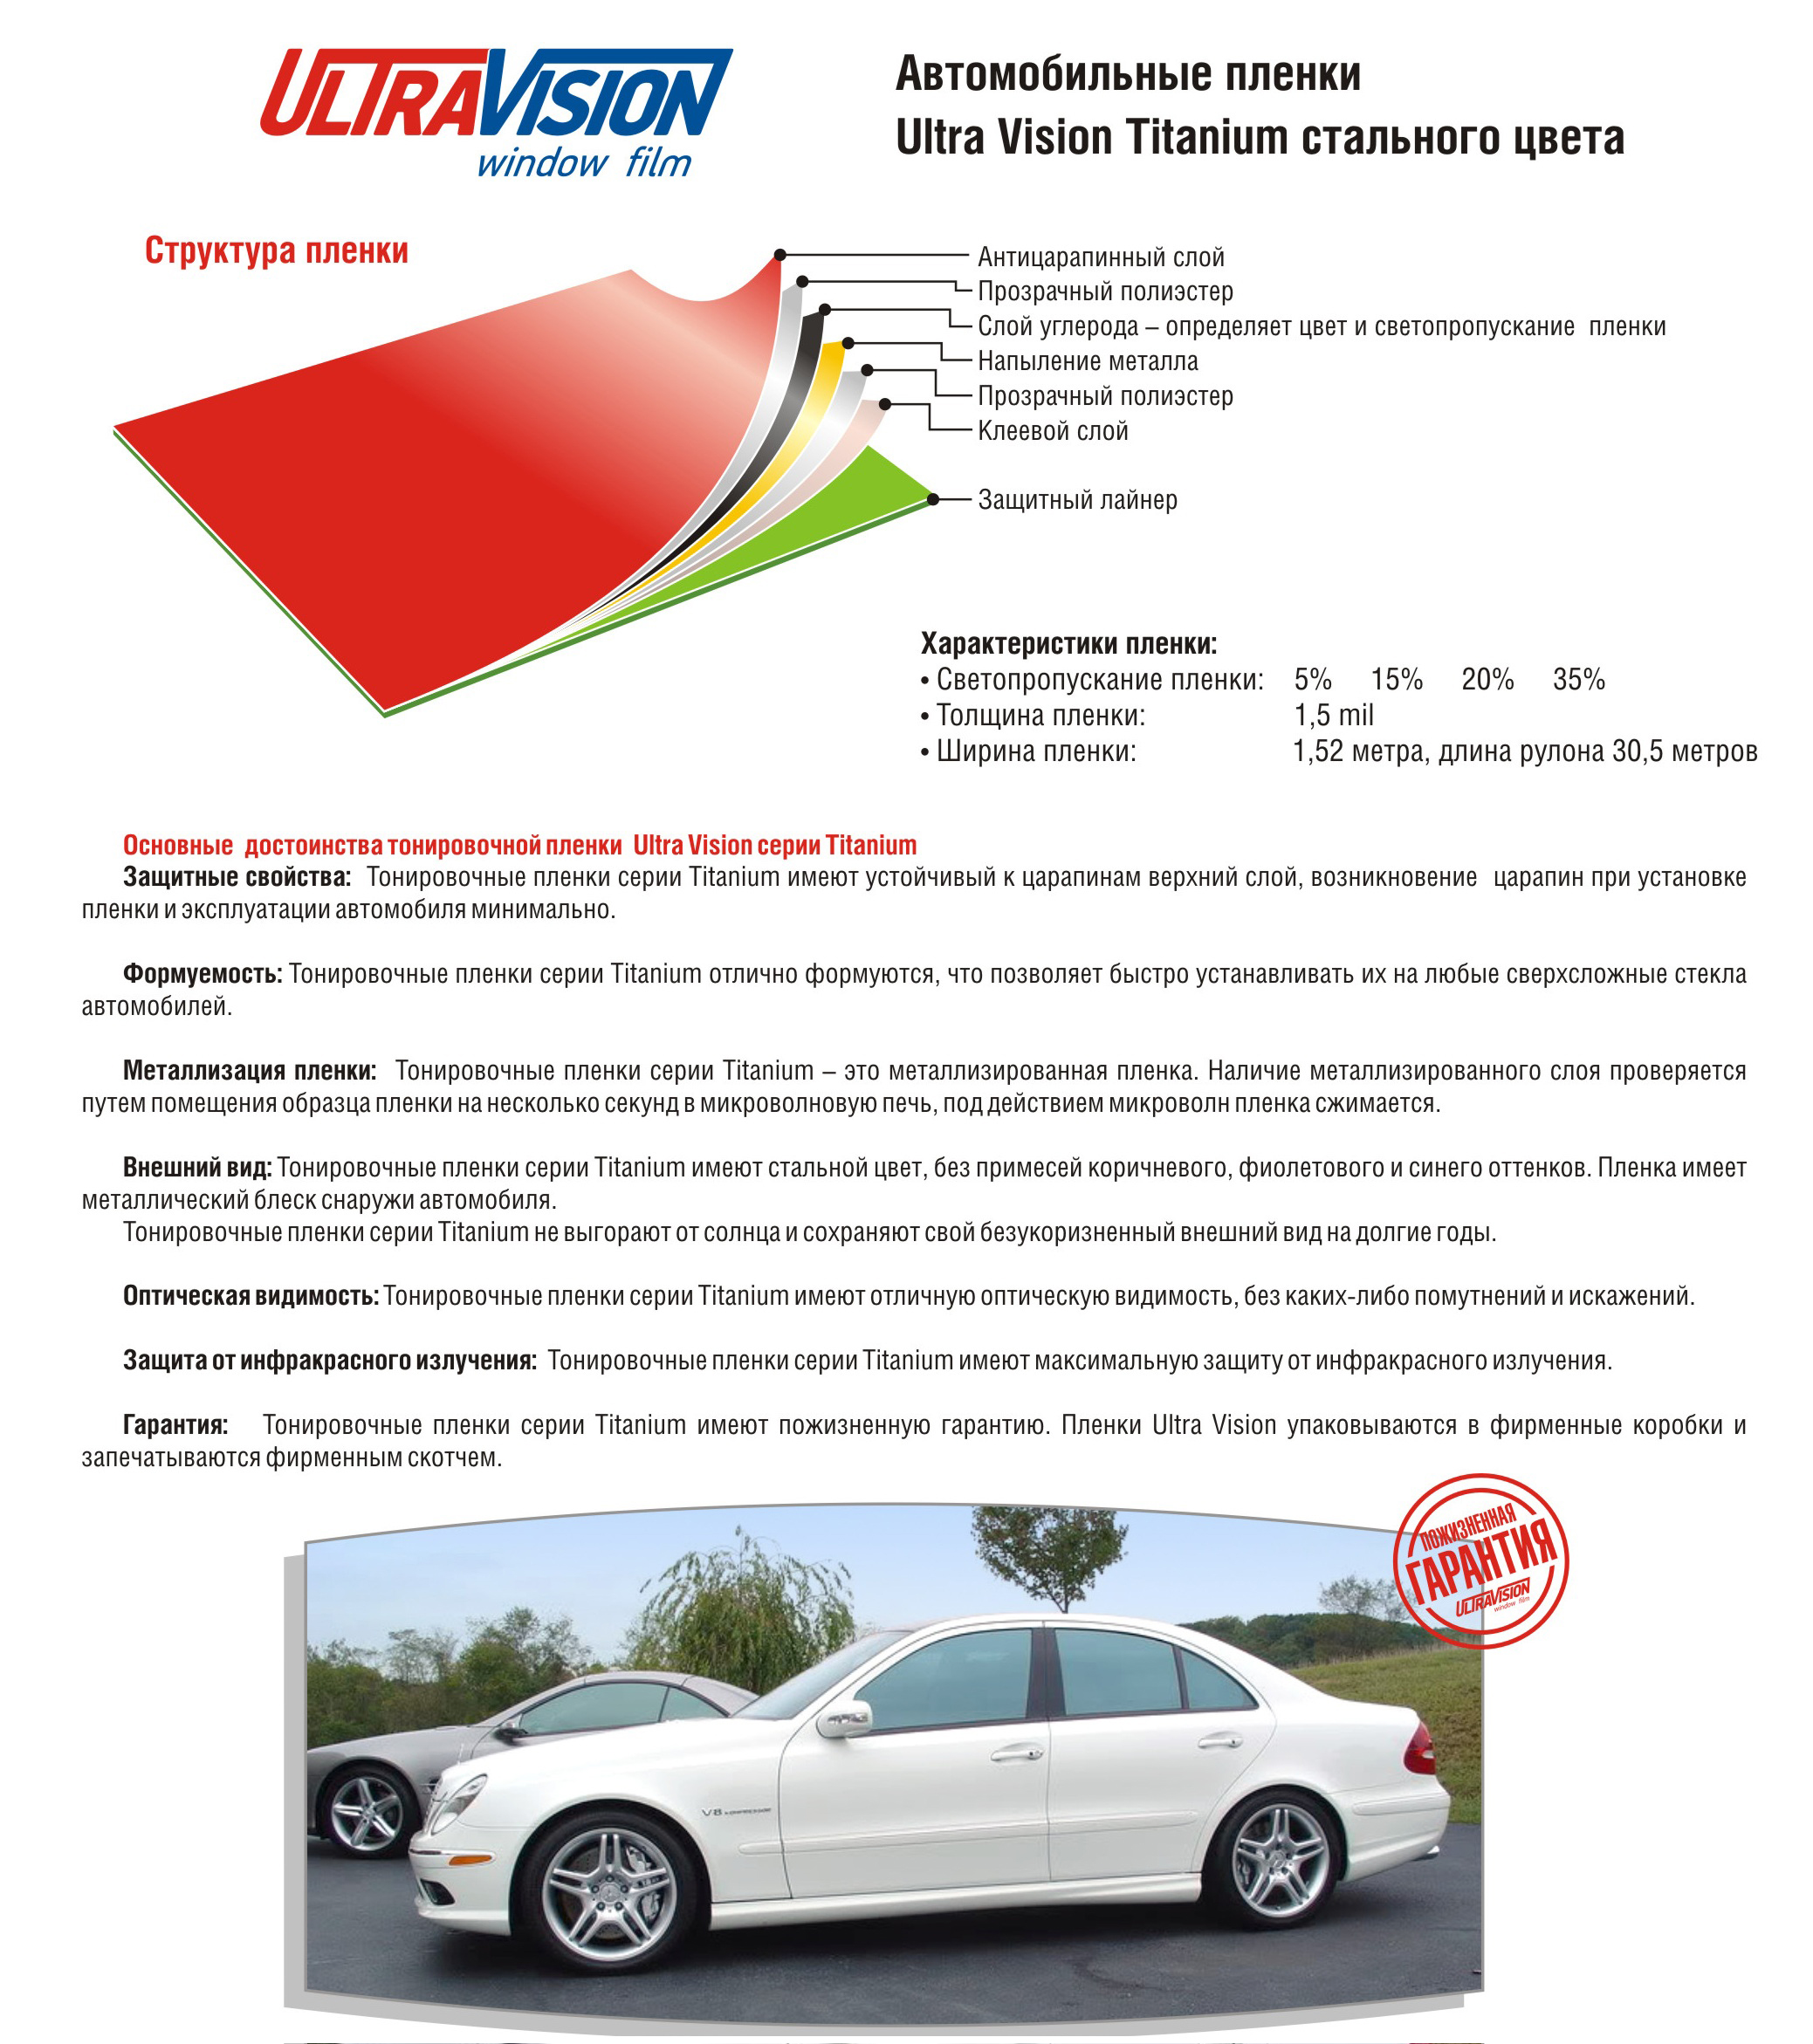 ULTRAVISION
window film
Автомобильные пленки
Ultra Vision Titanium стального цвета
Структура пленки
Антицарапинный слой
Прозрачный полиэстер
Слой углерода – определяет цвет и светопропускание пленки
Напыление металла
Прозрачный полиэстер
Клеевой слой
Защитный лайнер
Характеристики пленки:
• Светопропускание пленки: 5% 15% 20% 35%
• Толщина пленки: 1,5 mil
• Ширина пленки: 1,52 метра, длина рулона 30,5 метров
Основные достоинства тонировочной пленки Ultra Vision серии Titanium
Защитные свойства: Тонировочные пленки серии Titanium имеют устойчивый к царапинам верхний слой, возникновение царапин при установке
пленки и эксплуатации автомобиля минимально.
Формуемость: Тонировочные пленки серии Titanium отлично формуются, что позволяет быстро устанавливать их на любые сверхсложные стекла
автомобилей.
Металлизация пленки: Тонировочные пленки серии Titanium – это металлизированная пленка. Наличие металлизированного слоя проверяется
путем помещения образца пленки на несколько секунд в микроволновую печь, под действием микроволн пленка сжимается.
Внешний вид: Тонировочные пленки серии Titanium имеют стальной цвет, без примесей коричневого, фиолетового и синего оттенков. Пленка имеет
металлический блеск снаружи автомобиля.
Тонировочные пленки серии Titanium не выгорают от солнца и сохраняют свой безукоризненный внешний вид на долгие годы.
Оптическая видимость: Тонировочные пленки серии Titanium имеют отличную оптическую видимость, без каких-либо помутнений и искажений.
Защита от инфракрасного излучения: Тонировочные пленки серии Titanium имеют максимальную защиту от инфракрасного излучения.
Гарантия: Тонировочные пленки серии Titanium имеют пожизненную гарантию. Пленки Ultra Vision упаковываются в фирменные коробки и
запечатываются фирменным скотчем.
ПОЖИЗНЕННАЯ
ГАРАНТИЯ
ULTRAVISION
window film
V8 KOMPRESSOR